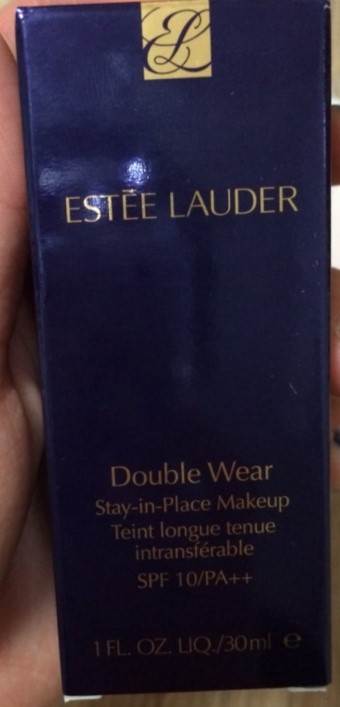 EL
ESTĒE LAUDER
Double Wear
Stay-in-Place Makeup
Teint longue tenue
intransférable
SPF 10/PA++
1 FL. OZ. LIQ./30ml e